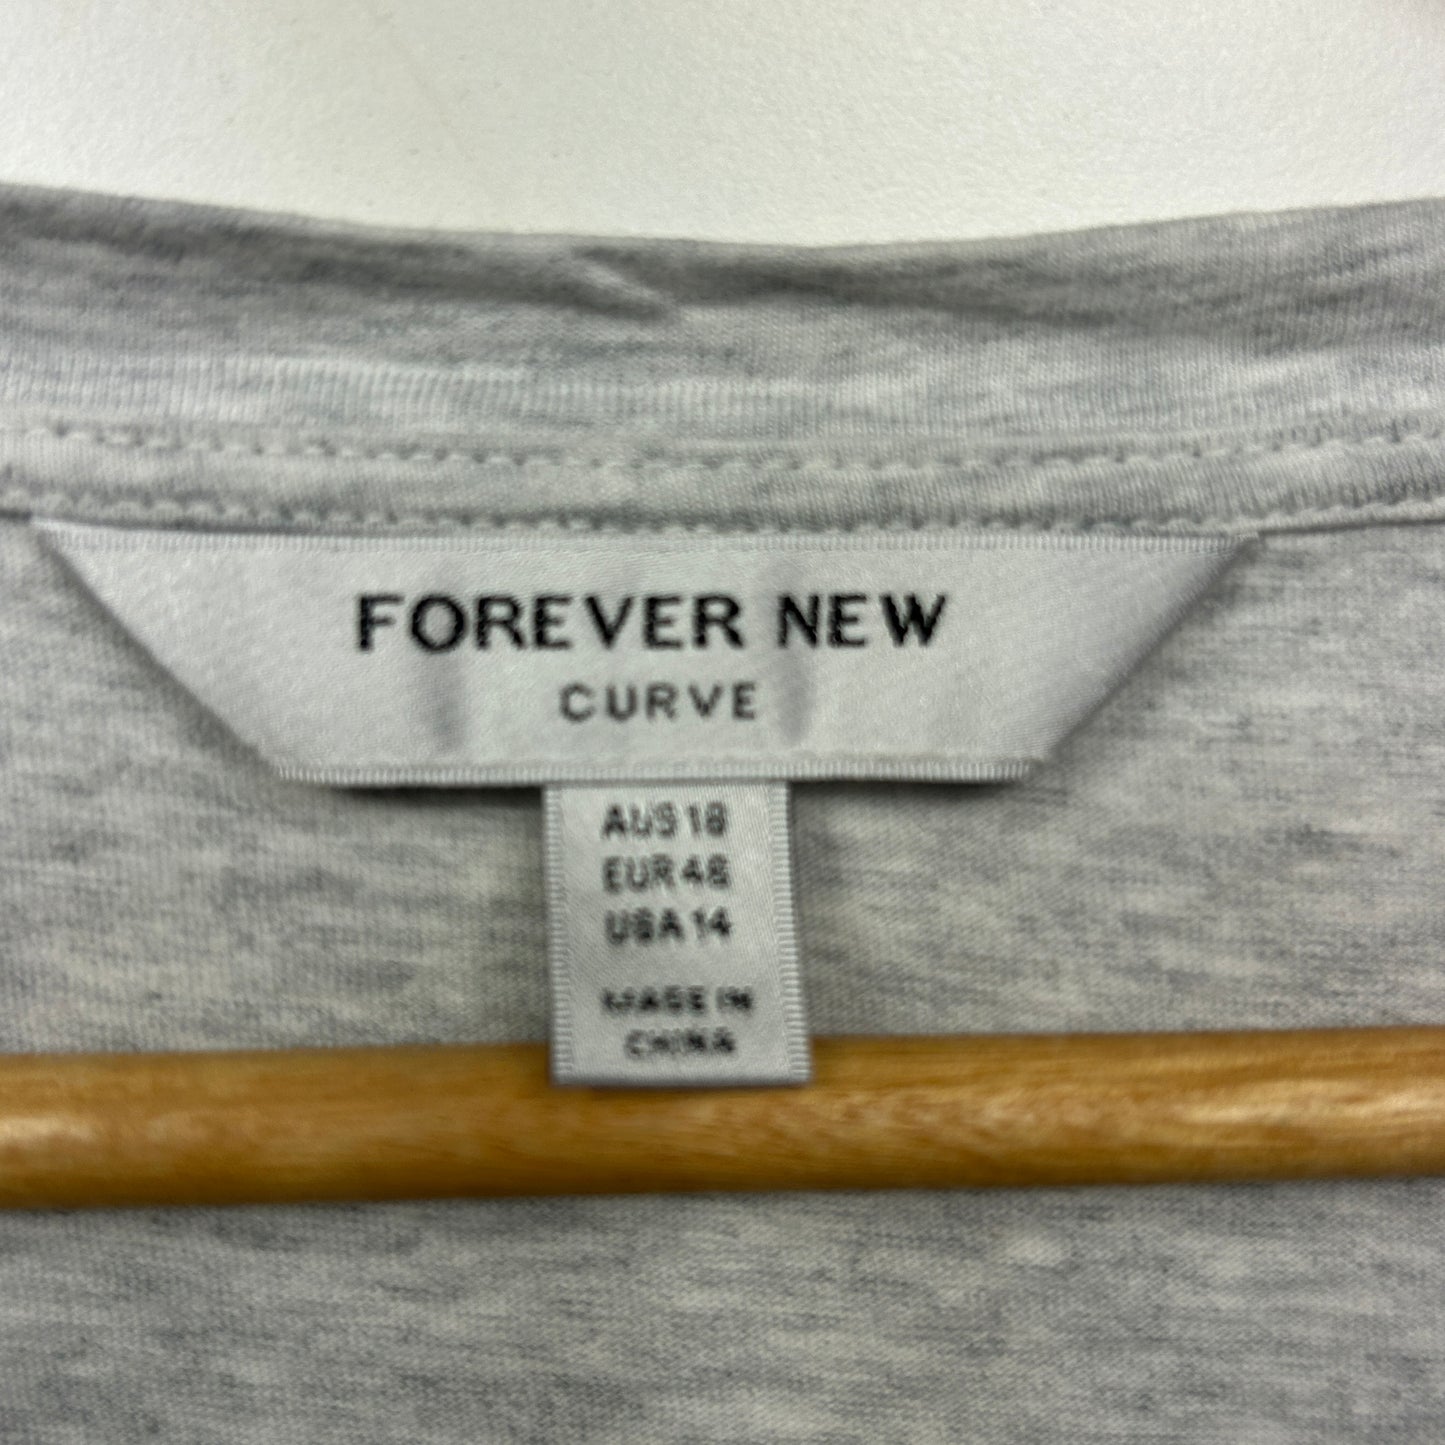 FOREVER NEW
CURVE
AUS 18
EUR 46
USA 14
MADE IN
CHINA